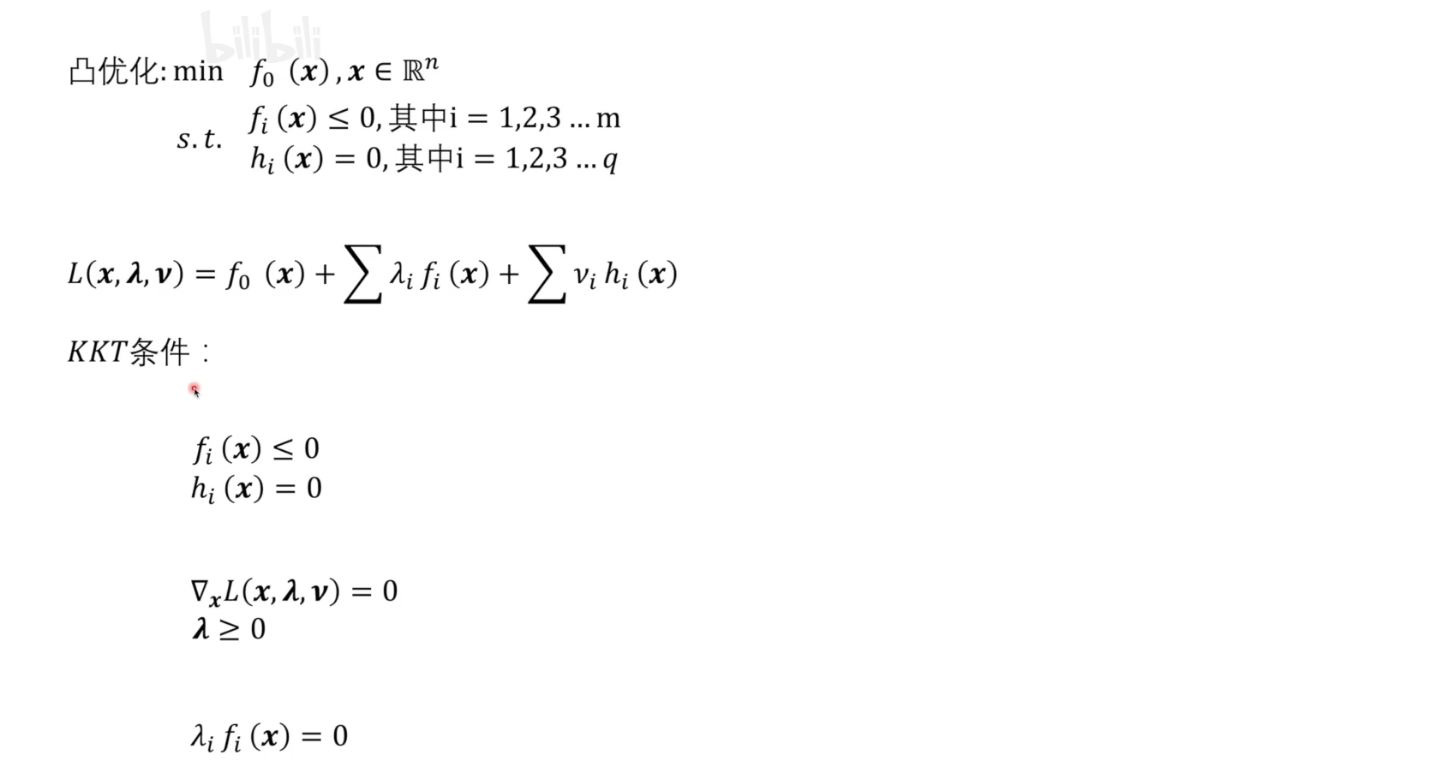 bilibili
凸优化: min f₀ (x), x ∈ ℝⁿ
s.t. fᵢ (x) ≤ 0, 其中i = 1,2,3 … m
hᵢ (x) = 0, 其中i = 1,2,3 … q
L(x, λ, ν) = f₀ (x) + ∑ λᵢ fᵢ (x) + ∑ νᵢ hᵢ (x)
KKT条件：
fᵢ (x) ≤ 0
hᵢ (x) = 0
∇ₓL(x, λ, ν) = 0
λ ≥ 0
λᵢ fᵢ (x) = 0